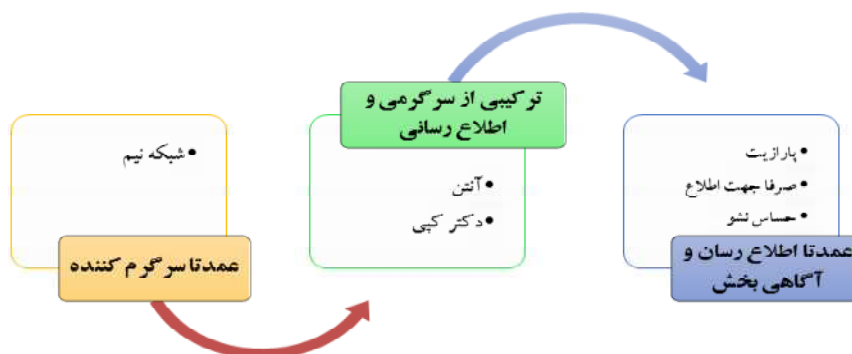 شبکه نیم
عمدتا سرگرم کننده
ترکیبی از سرگرمی و
اطلاع رسانی
آنتن
دکتر کپی
پارازیت
صرفا جهت اطلاع
حساس نشو
عمدتا اطلاع رسان و
آگاهی بخش